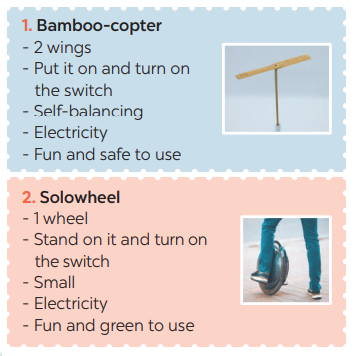 1. Bamboo-copter
- 2 wings
- Put it on and turn on
the switch
- Self-balancing
- Electricity
- Fun and safe to use
2. Solowheel
- 1 wheel
- Stand on it and turn on
the switch
- Small
- Electricity
- Fun and green to use